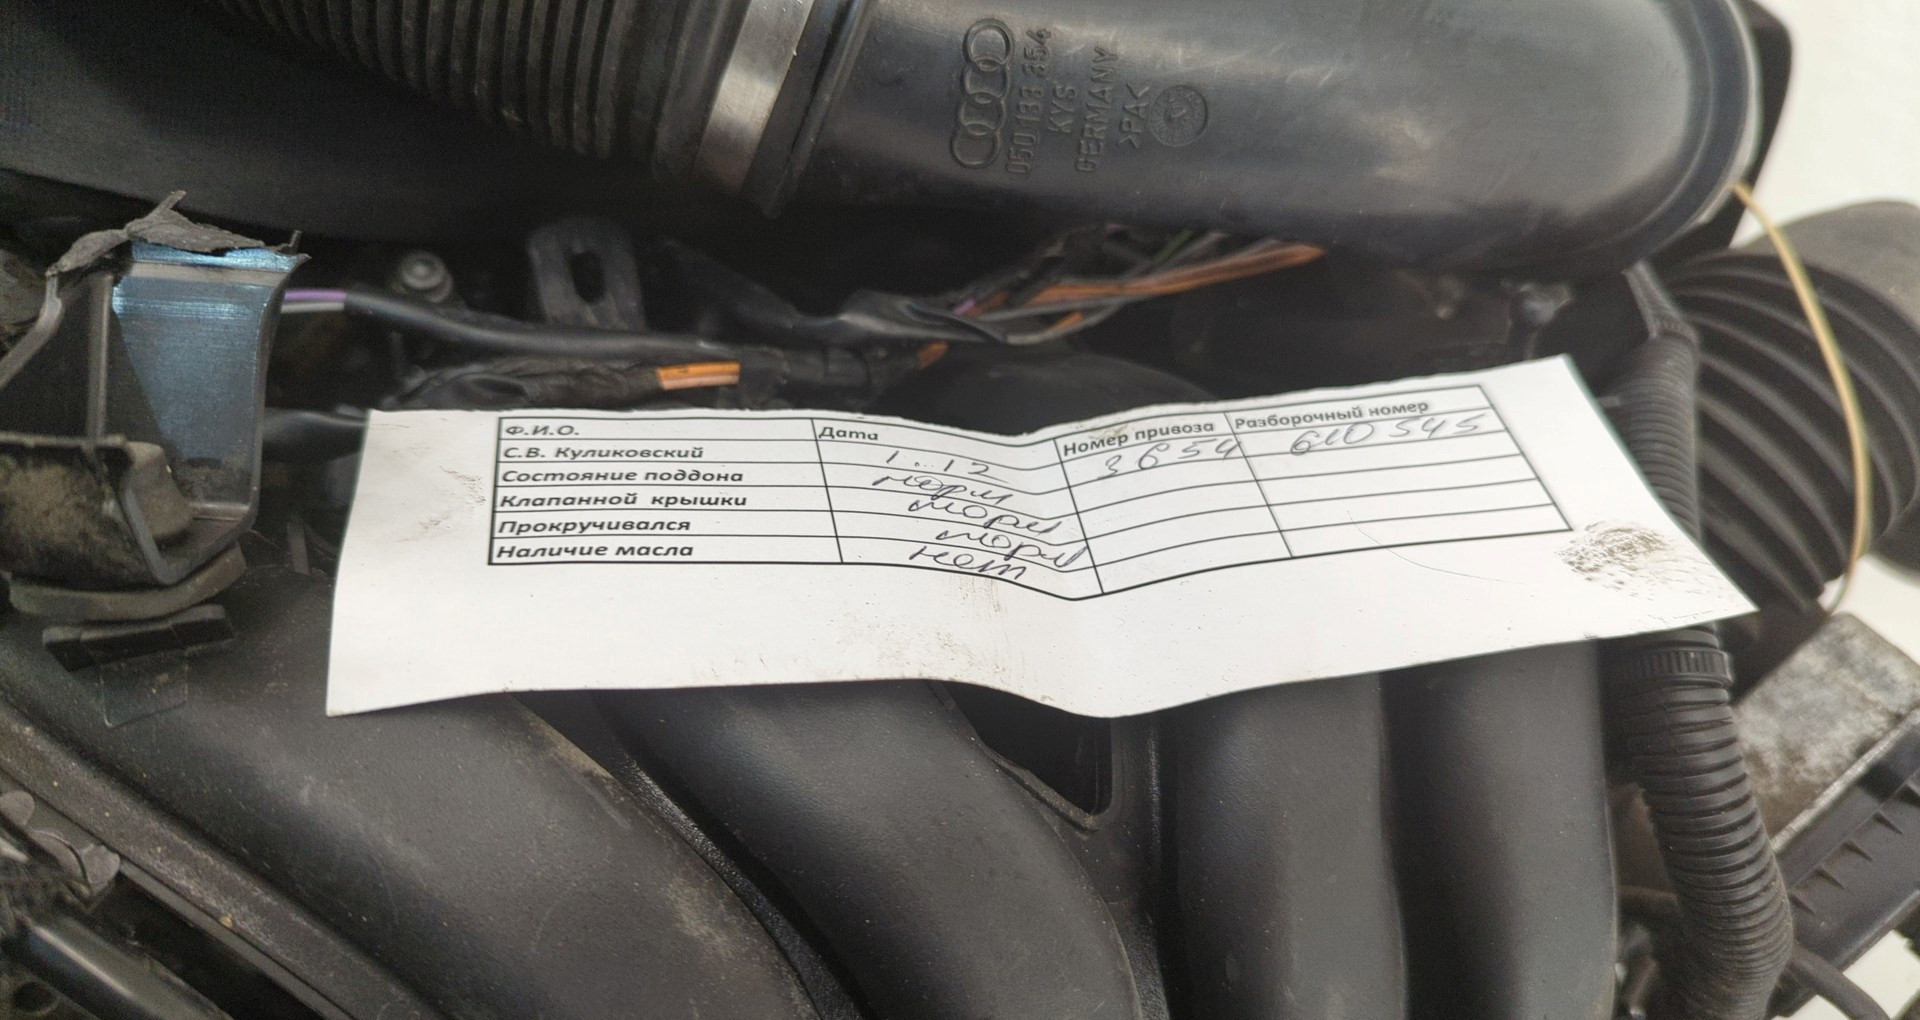 050 133 354
KYS
GERMANY
>PA<
Ф.И.О. Дата Номер привоза Разборочный номер
С.В. Куликовский 1.12 3654 610545
Состояние поддона норм
Клапанной крышки норм
Прокручивался норм
Наличие масла нет